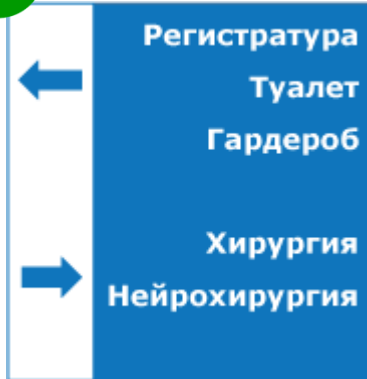 Регистратура
Туалет
Гардероб
Хирургия
Нейрохирургия